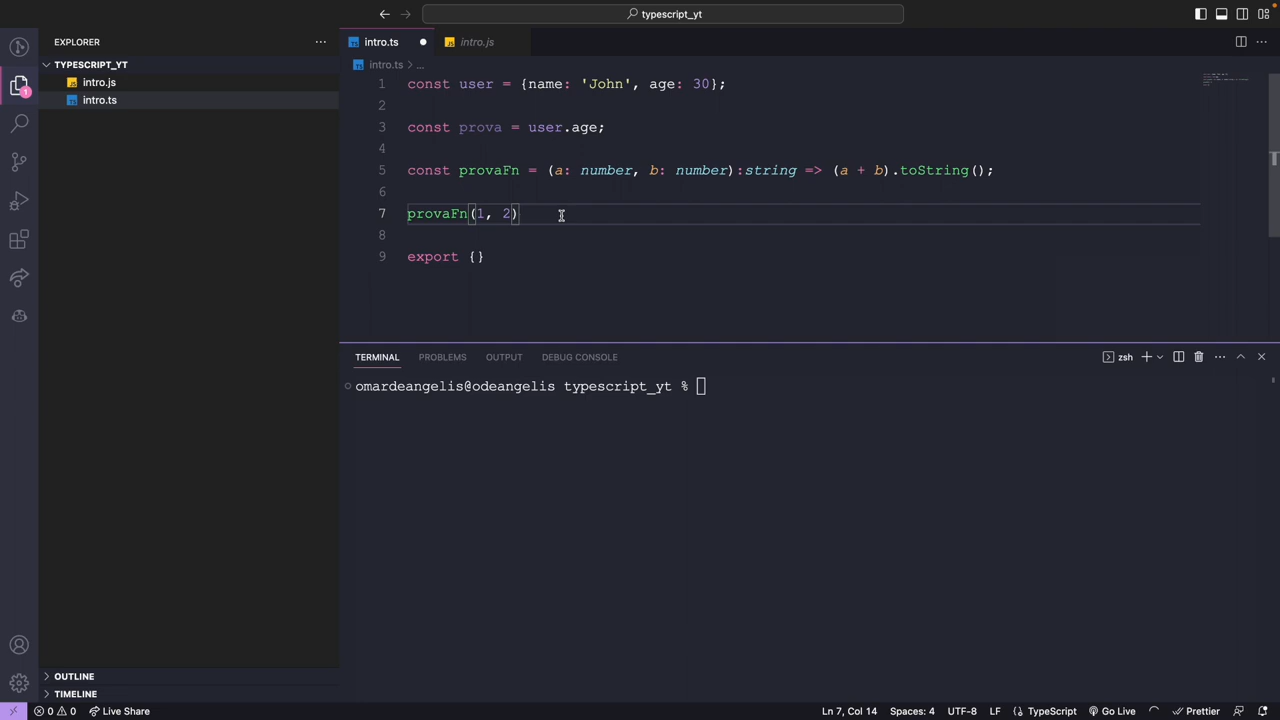 typescript_yt
EXPLORER
TYPESCRIPT_YT
intro.js
intro.ts
OUTLINE
TIMELINE
1
intro.ts
intro.js
intro.ts > ...
1 const user = {name: 'John', age: 30};
2
3 const prova = user.age;
4
5 const provaFn = (a: number, b: number):string => (a + b).toString();
6
7 provaFn(1, 2)
8
9 export {}
TERMINAL PROBLEMS OUTPUT DEBUG CONSOLE zsh
omardeangelis@odeangelis typescript_yt %
0 0 Live Share Ln 7, Col 14 Spaces: 4 UTF-8 LF {} TypeScript Go Live Prettier